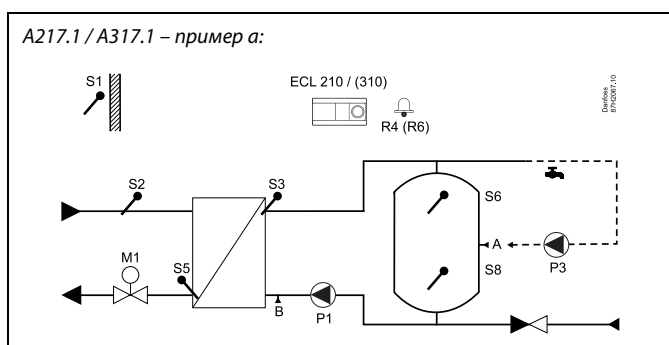 A217.1 / A317.1 – пример а:
S1
ECL 210 / (310)
R4 (R6)
Danfoss
87H2067.10
S2
S3
S6
A
P3
S8
M1
S5
B
P1